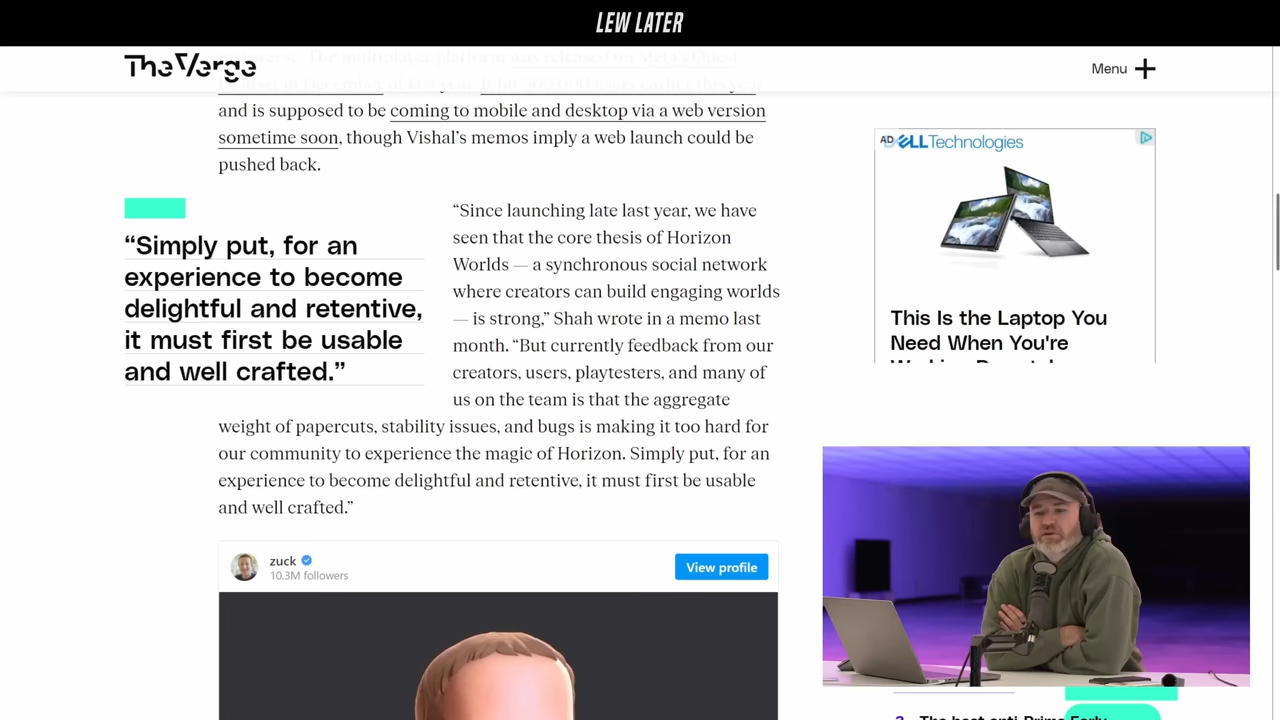 LEW LATER
The Verge
Menu
and is supposed to be coming to mobile and desktop via a web version
sometime soon, though Vishal’s memos imply a web launch could be
pushed back.
“Simply put, for an
experience to become
delightful and retentive,
it must first be usable
and well crafted.”
“Since launching late last year, we have
seen that the core thesis of Horizon
Worlds — a synchronous social network
where creators can build engaging worlds
— is strong,” Shah wrote in a memo last
month. “But currently feedback from our
creators, users, playtesters, and many of
us on the team is that the aggregate
weight of papercuts, stability issues, and bugs is making it too hard for
our community to experience the magic of Horizon. Simply put, for an
experience to become delightful and retentive, it must first be usable
and well crafted.”
zuck
10.3M followers
View profile
AD
DELL Technologies
This Is the Laptop You
Need When You're